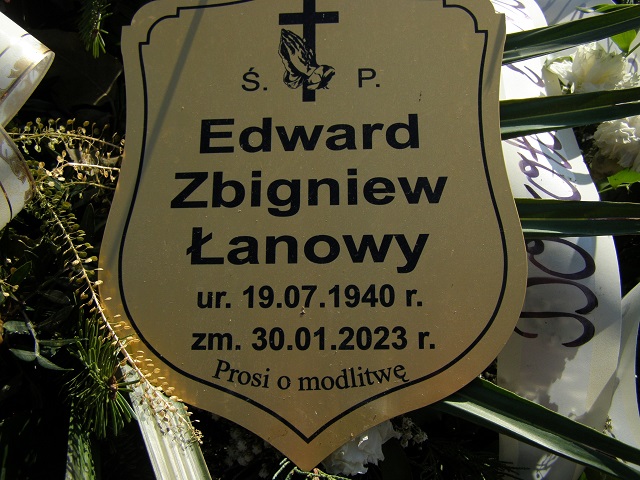 Ś. P.
Edward
Zbigniew
Łanowy
ur. 19.07.1940 r.
zm. 30.01.2023 r.
Prosi o modlitwę